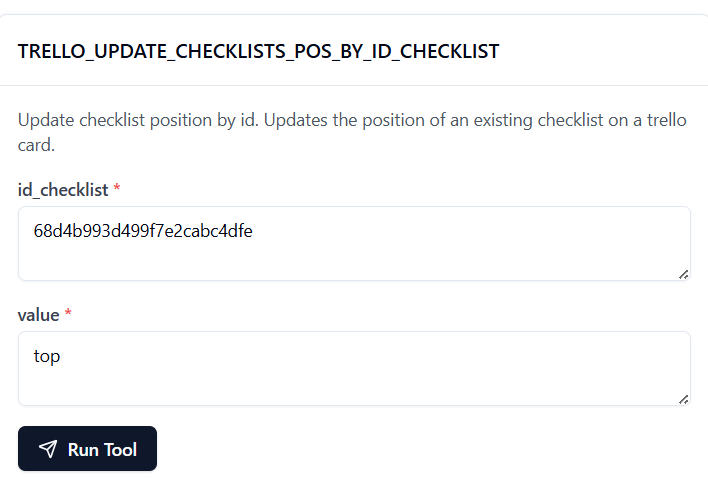 TRELLO_UPDATE_CHECKLISTS_POS_BY_ID_CHECKLIST
Update checklist position by id. Updates the position of an existing checklist on a trello
card.
id_checklist *
68d4b993d499f7e2cabc4dfe
value *
top
Run Tool